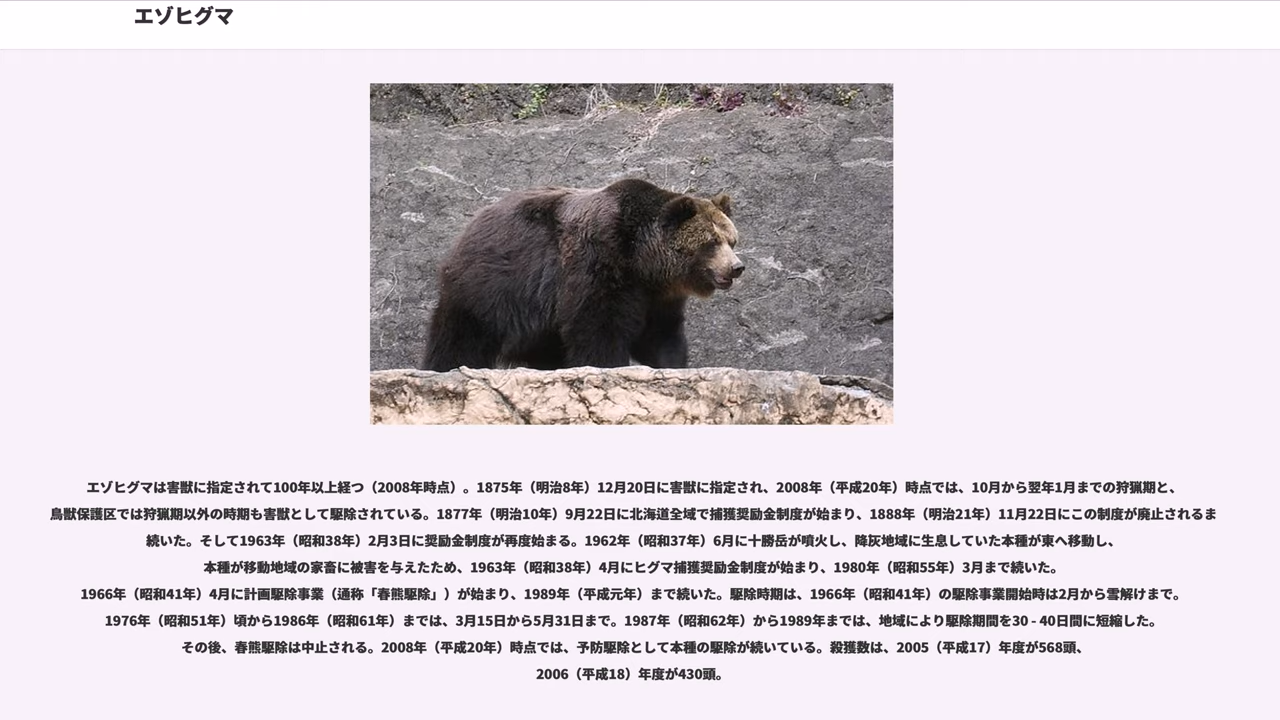 エゾヒグマ
エゾヒグマは害獣に指定されて100年以上経つ（2008年時点）。1875年（明治8年）12月20日に害獣に指定され、2008年（平成20年）時点では、10月から翌年1月までの狩猟期と、
鳥獣保護区では狩猟期以外の時期も害獣として駆除されている。1877年（明治10年）9月22日に北海道全域で捕獲奨励金制度が始まり、1888年（明治21年）11月22日にこの制度が廃止されるま
続いた。そして1963年（昭和38年）2月3日に奨励金制度が再度始まる。1962年（昭和37年）6月に十勝岳が噴火し、降灰地域に生息していた本種が東へ移動し、
本種が移動地域の家畜に被害を与えたため、1963年（昭和38年）4月にヒグマ捕獲奨励金制度が始まり、1980年（昭和55年）3月まで続いた。
1966年（昭和41年）4月に計画駆除事業（通称「春熊駆除」）が始まり、1989年（平成元年）まで続いた。駆除時期は、1966年（昭和41年）の駆除事業開始時は2月から雪解けまで。
1976年（昭和51年）頃から1986年（昭和61年）までは、3月15日から5月31日まで。1987年（昭和62年）から1989年までは、地域により駆除期間を30 - 40日間に短縮した。
その後、春熊駆除は中止される。2008年（平成20年）時点では、予防駆除として本種の駆除が続いている。殺獲数は、2005（平成17）年度が568頭、
2006（平成18）年度が430頭。